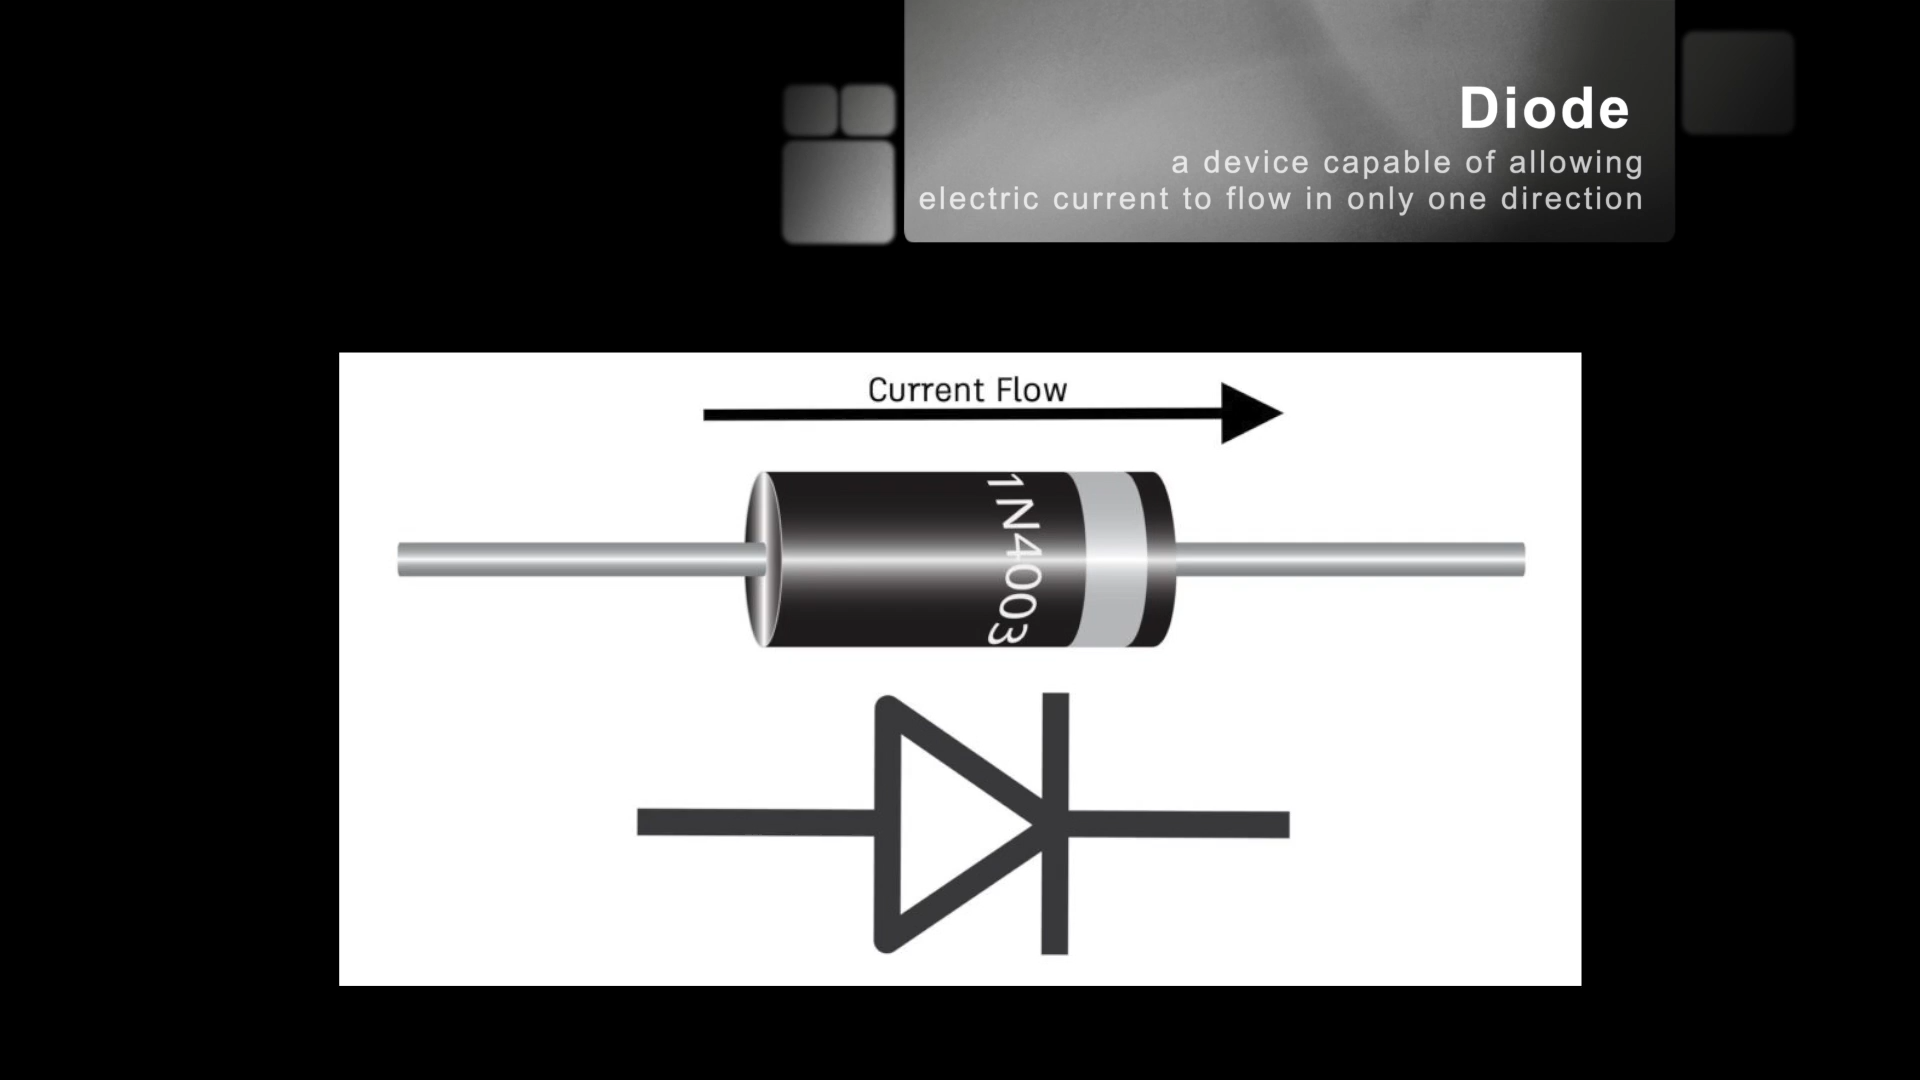 Diode
a device capable of allowing
electric current to flow in only one direction
Current Flow
1N4003